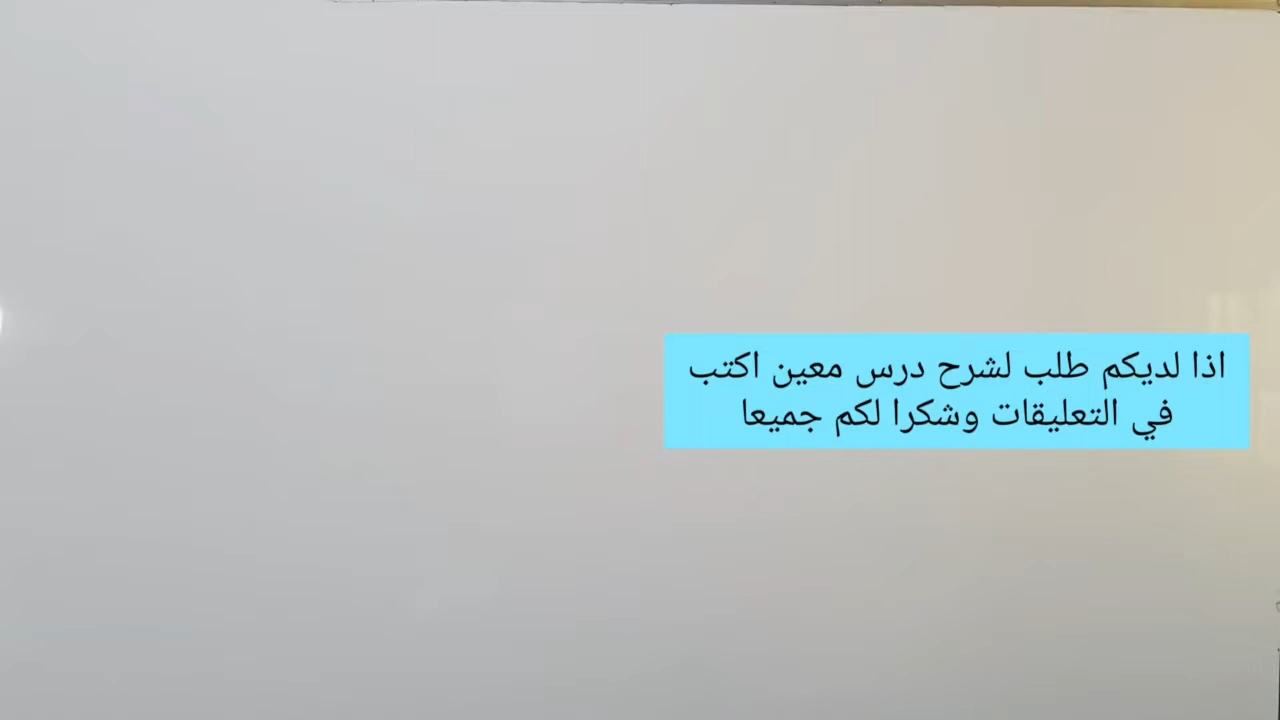 اذا لديكم طلب لشرح درس معين اكتب
في التعليقات وشكرا لكم جميعا